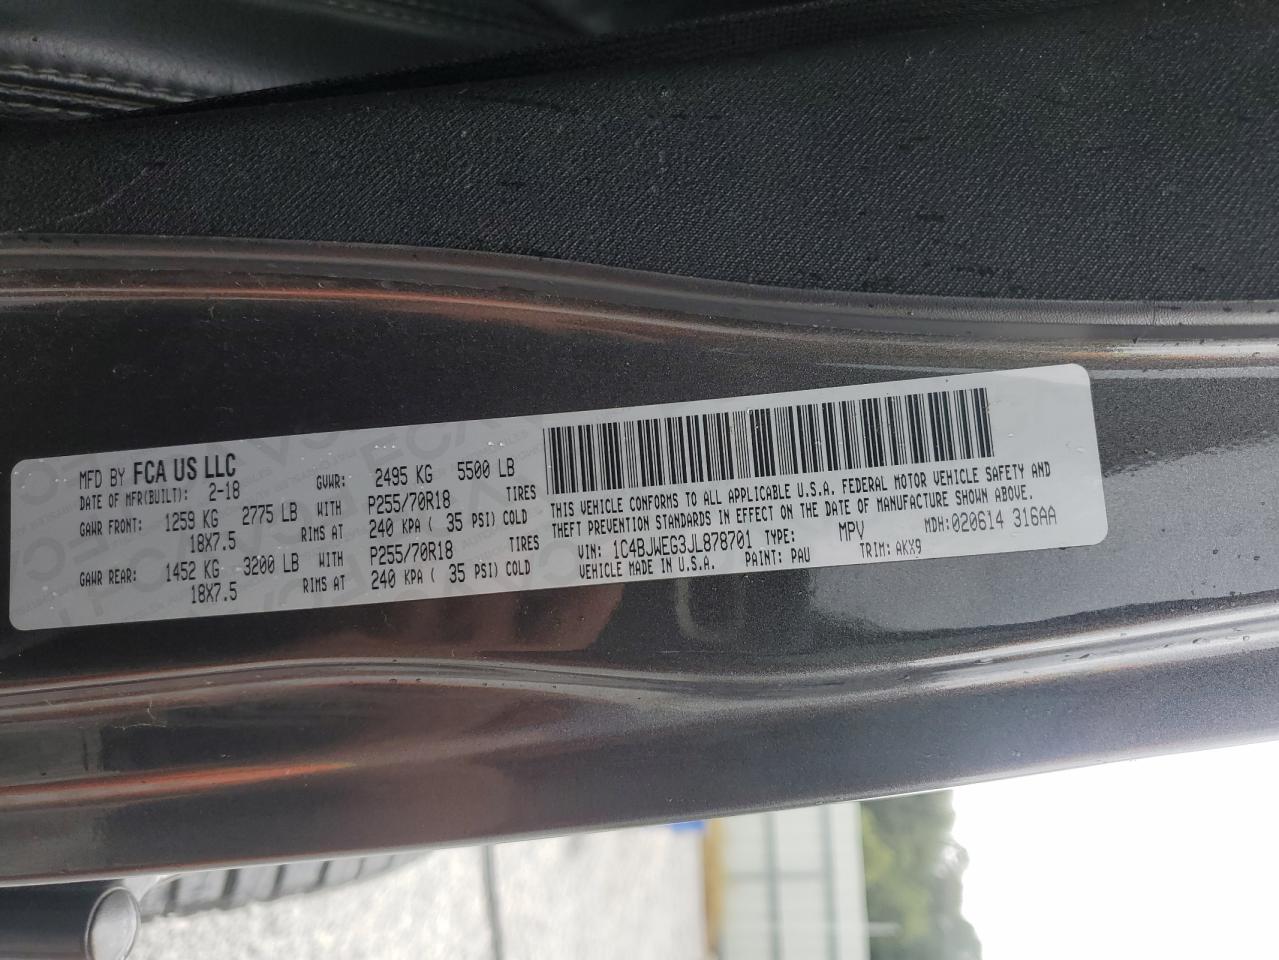 MFD BY FCA US LLC
DATE OF MFR(BUILT): 2-18 GVWR: 2495 KG 5500 LB
GAWR FRONT: 1259 KG 2775 LB WITH P255/70R18 TIRES
18X7.5 RIMS AT 240 KPA ( 35 PSI) COLD
GAWR REAR: 1452 KG 3200 LB WITH P255/70R18 TIRES
18X7.5 RIMS AT 240 KPA ( 35 PSI) COLD
THIS VEHICLE CONFORMS TO ALL APPLICABLE U.S.A. FEDERAL MOTOR VEHICLE SAFETY AND
THEFT PREVENTION STANDARDS IN EFFECT ON THE DATE OF MANUFACTURE SHOWN ABOVE.
VIN: 1C4BJWEG3JL878701 TYPE: MPV MDH:020614 316AA
VEHICLE MADE IN U.S.A. PAINT: PAU TRIM: AKX9